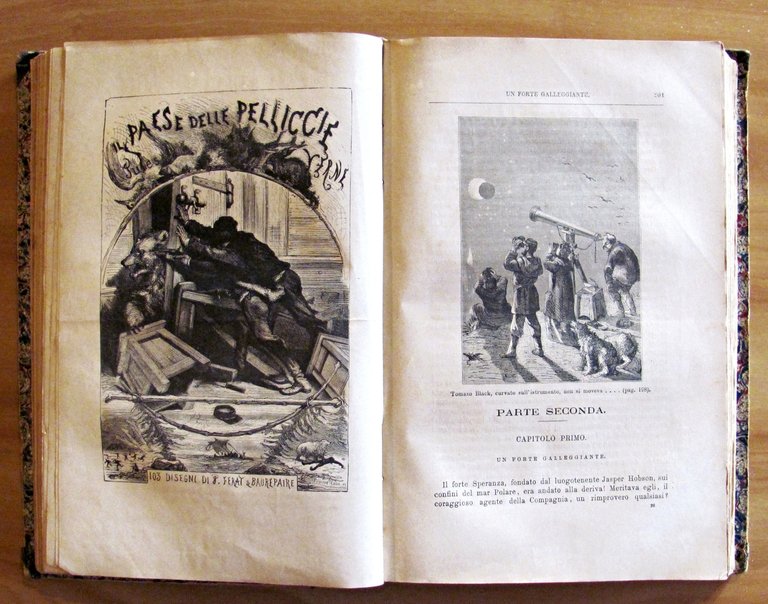 IL PAESE DELLE PELLICCIE
Jules VERNE
103 DISEGNI DI F. FERAT & BAUREPAIRE
UN FORTE GALLEGGIANTE.
201
Tomaso Black, curvato sull'istrumento, non si moveva . . . . (pag. 198).
PARTE SECONDA.
CAPITOLO PRIMO.
UN FORTE GALLEGGIANTE.
Il forte Speranza, fondato dal luogotenente Jasper Hobson, sui
confini del mar Polare, era andato alla deriva! Meritava egli, il
coraggioso agente della Compagnia, un rimprovero qualsiasi?